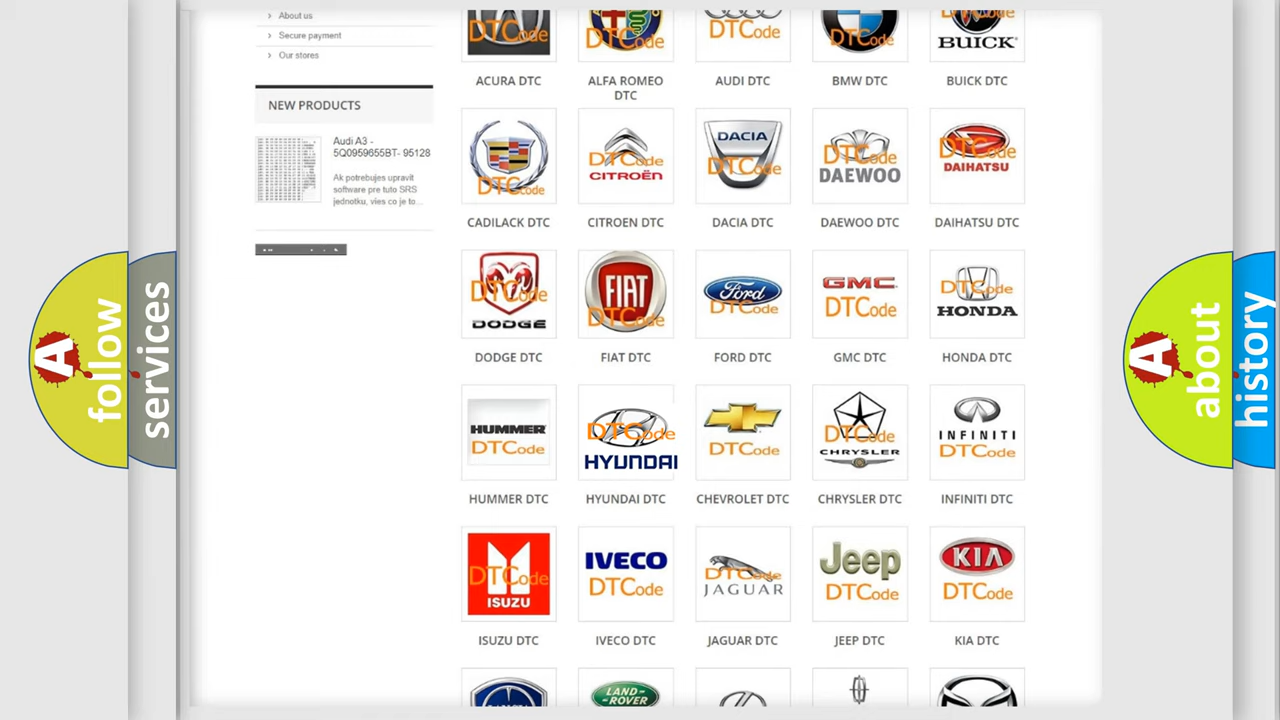 About us
Secure payment
Our stores
NEW PRODUCTS
Audi A3 -
5Q0959655BT- 95128
Ak potrebujes upravit
software pre tuto SRS
jednotku, vies co je to...
DTCode
DTCode
DTCode
DTCode
DTCode
BUICK
ACURA DTC
ALFA ROMEO
DTC
AUDI DTC
BMW DTC
BUICK DTC
DTCode
DTCode
CITROËN
DACIA
DTCode
DTCode
DAEWOO
DTCode
DAIHATSU
CADILACK DTC
CITROEN DTC
DACIA DTC
DAEWOO DTC
DAIHATSU DTC
DTCode
DODGE
FIAT
DTCode
Ford
DTCode
GMC
DTCode
DTCode
HONDA
DODGE DTC
FIAT DTC
FORD DTC
GMC DTC
HONDA DTC
HUMMER
DTCode
DTCode
HYUNDAI
DTCode
DTCode
CHRYSLER
INFINITI
DTCode
HUMMER DTC
HYUNDAI DTC
CHEVROLET DTC
CHRYSLER DTC
INFINITI DTC
DTCode
ISUZU
IVECO
DTCode
DTCode
JAGUAR
Jeep
DTCode
KIA
DTCode
ISUZU DTC
IVECO DTC
JAGUAR DTC
JEEP DTC
KIA DTC
LAND-
ROVER
A follow
services
A about
history